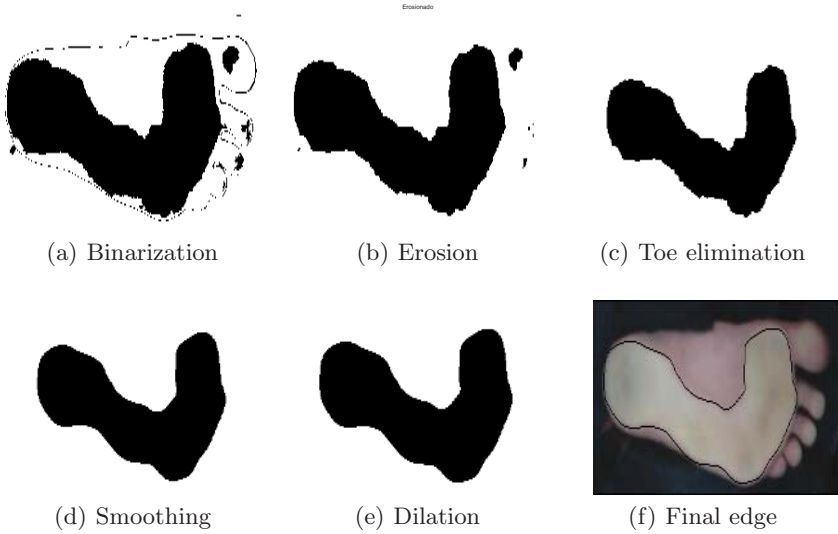 Erosionado
(a) Binarization
(b) Erosion
(c) Toe elimination
(d) Smoothing
(e) Dilation
(f) Final edge